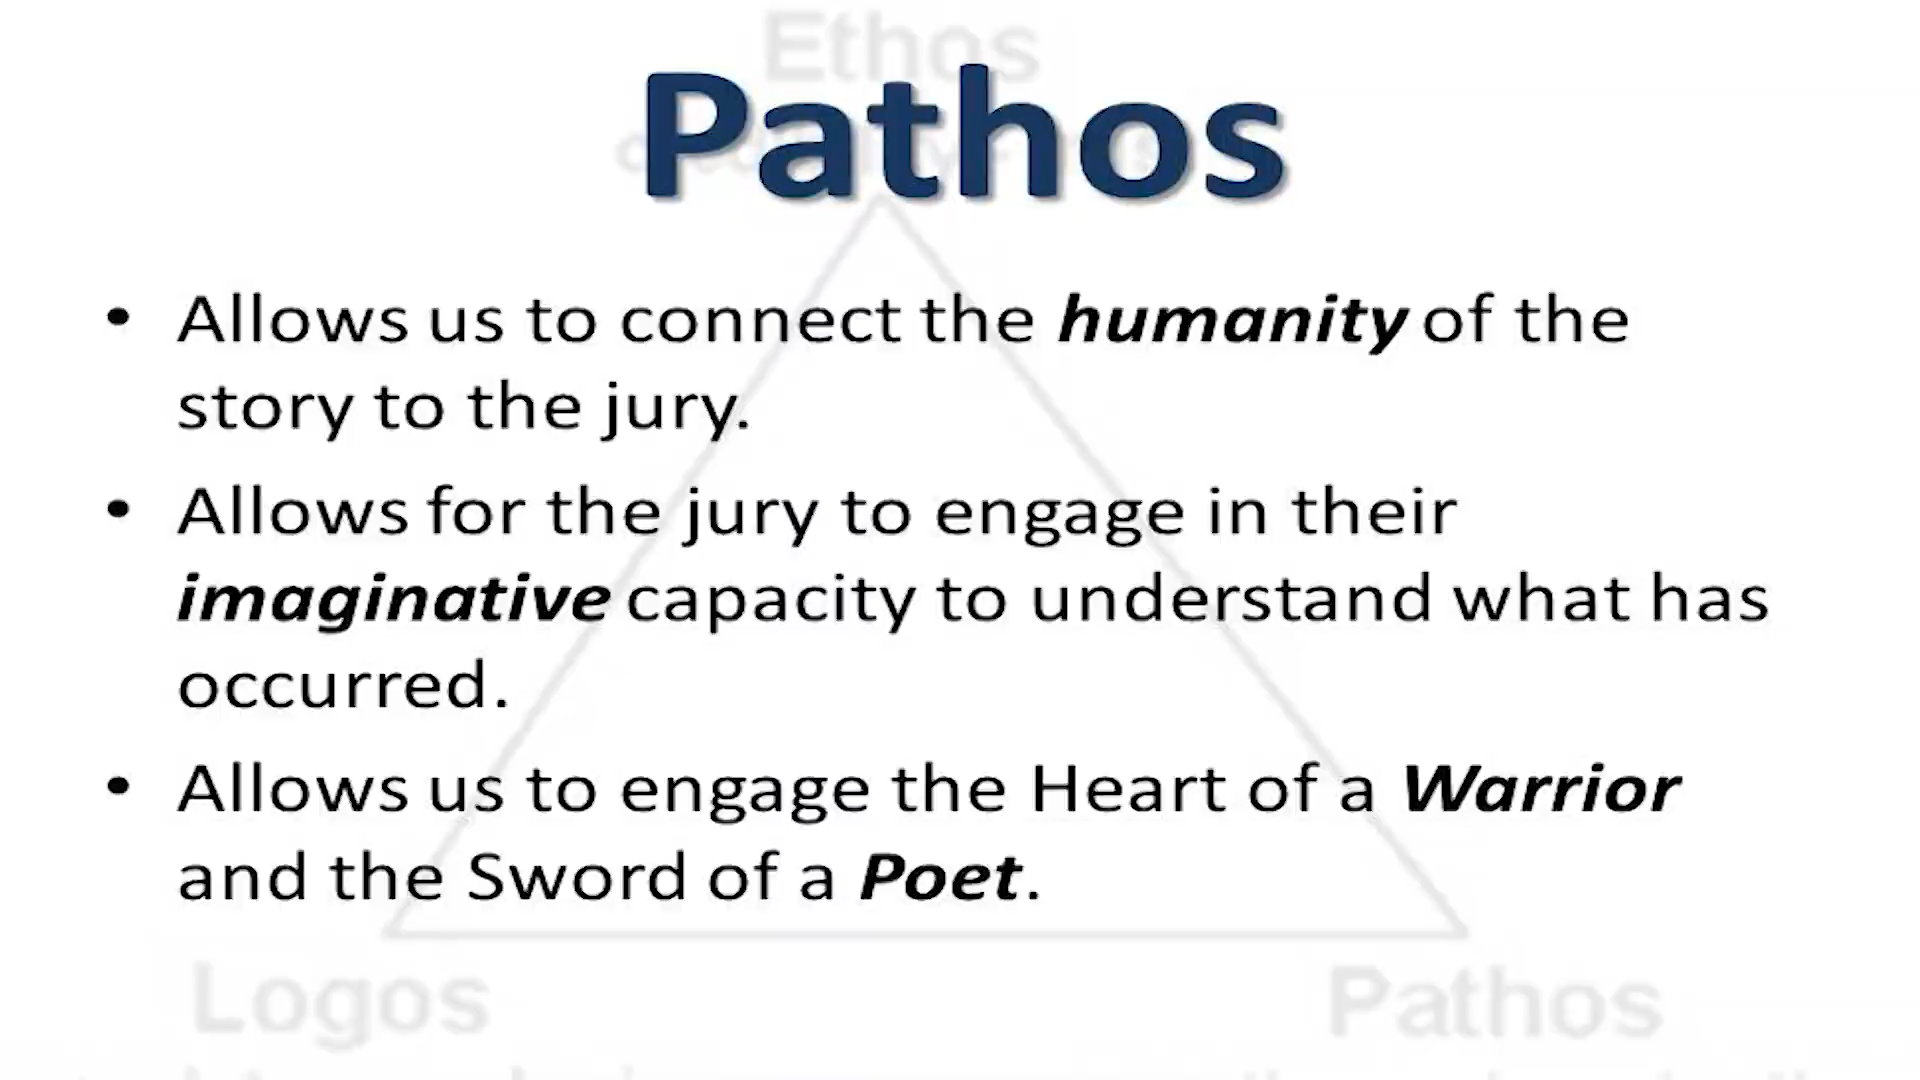 Ethos
Pathos
• Allows us to connect the humanity of the
story to the jury.
• Allows for the jury to engage in their
imaginative capacity to understand what has
occurred.
• Allows us to engage the Heart of a Warrior
and the Sword of a Poet.
Logos
Pathos